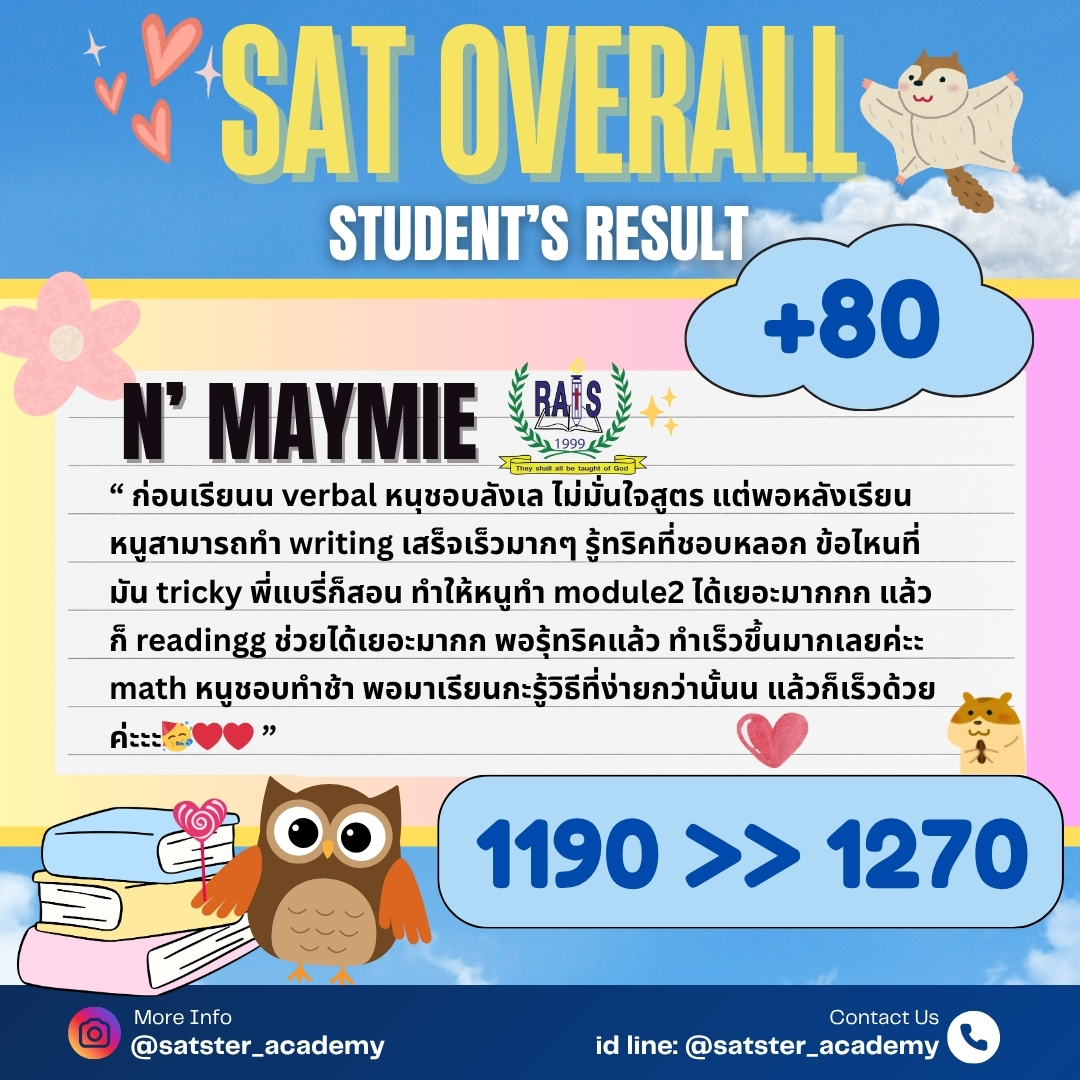 SAT OVERALL
STUDENT'S RESULT
+80
N' MAYMIE
RAIS
1999
They shall all be taught of God
“ ก่อนเรียนน verbal หนุชอบลังเล ไม่มั่นใจสูตร แต่พอหลังเรียน
หนูสามารถทำ writing เสร็จเร็วมากๆ รู้ทริคที่ชอบหลอก ข้อไหนที่
มัน tricky พี่แบรี่ก็สอน ทำให้หนูทำ module2 ได้เยอะมากกก แล้ว
ก็ readingg ช่วยได้เยอะมากก พอรุ้ทริคแล้ว ทำเร็วขึ้นมากเลยค่ะะ
math หนูชอบทำช้า พอมาเรียนกะรู้วิธีที่ง่ายกว่านั้นน แล้วก็เร็วด้วย
ค่ะะะ🥳❤️❤️ ”
1190 >> 1270
More Info
@satster_academy
Contact Us
id line: @satster_academy